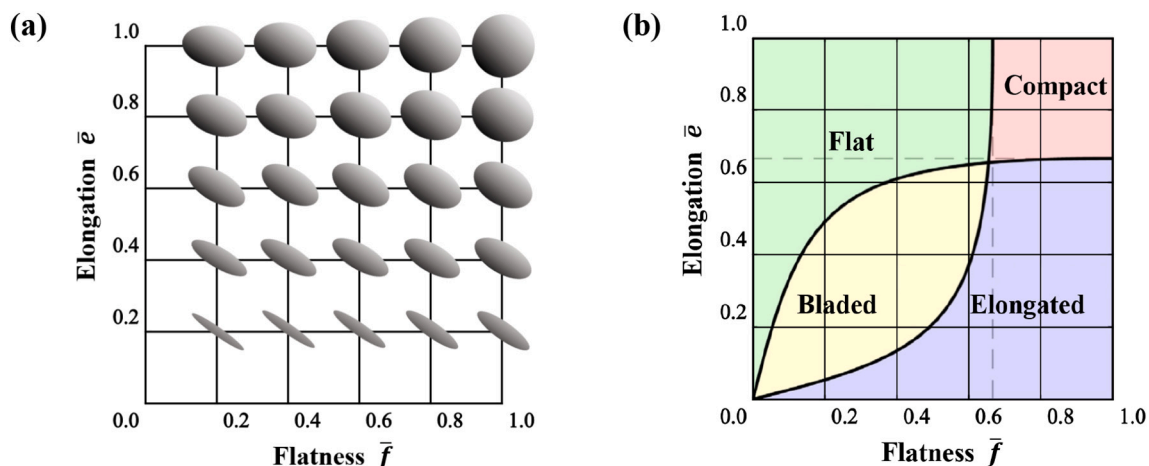 (a)
1.0
0.8
0.6
0.4
0.2
0.0
0.2 0.4 0.6 0.8 1.0
Elongation e̅
Flatness f̅
(b)
1.0
0.8
0.6
0.4
0.2
0.0
0.2 0.4 0.6 0.8 1.0
Elongation e̅
Flatness f̅
Compact
Flat
Bladed
Elongated